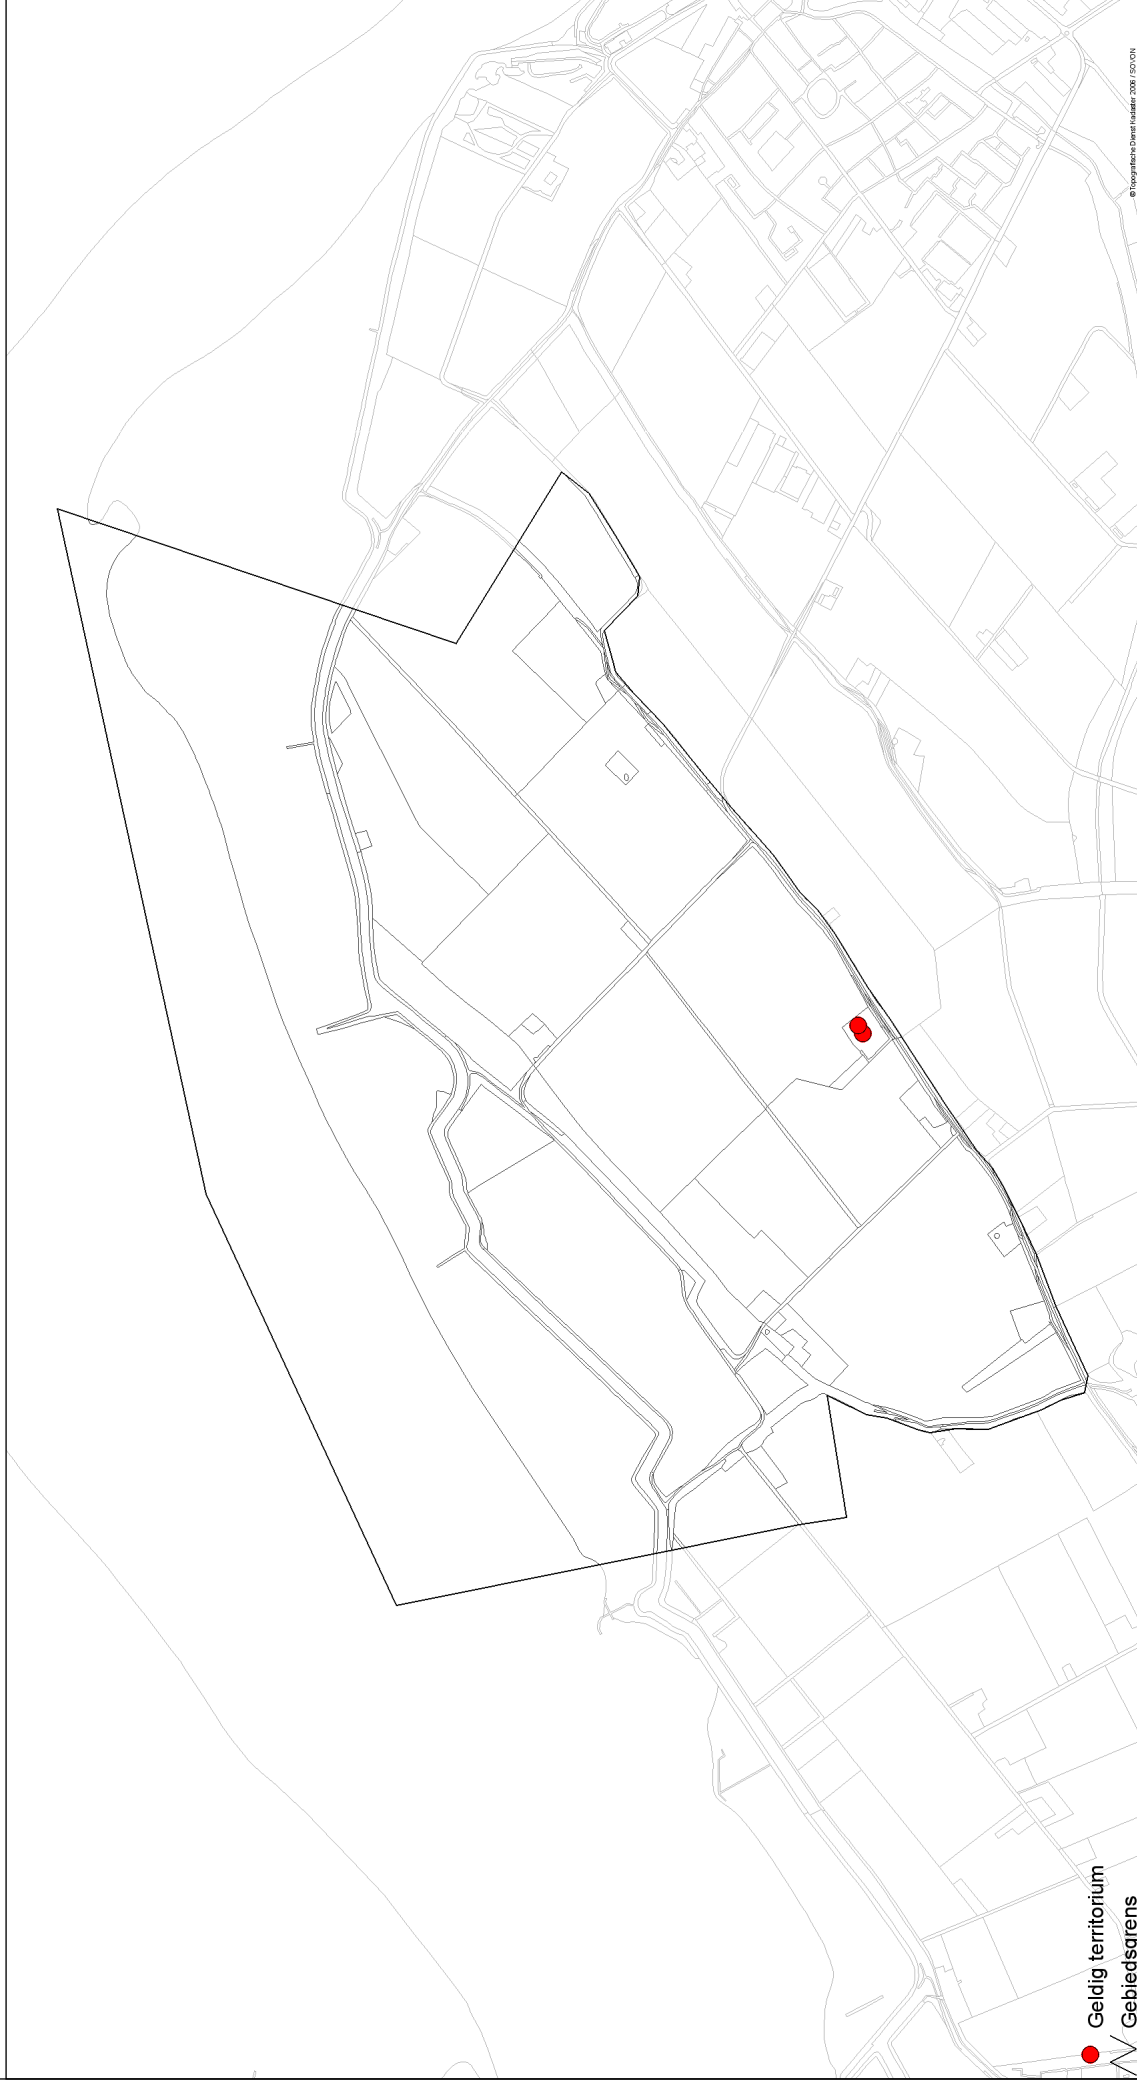 © Topografische Dienst Kadaster 2006 / SOVON
Geldig territorium
Gebiedsgrens